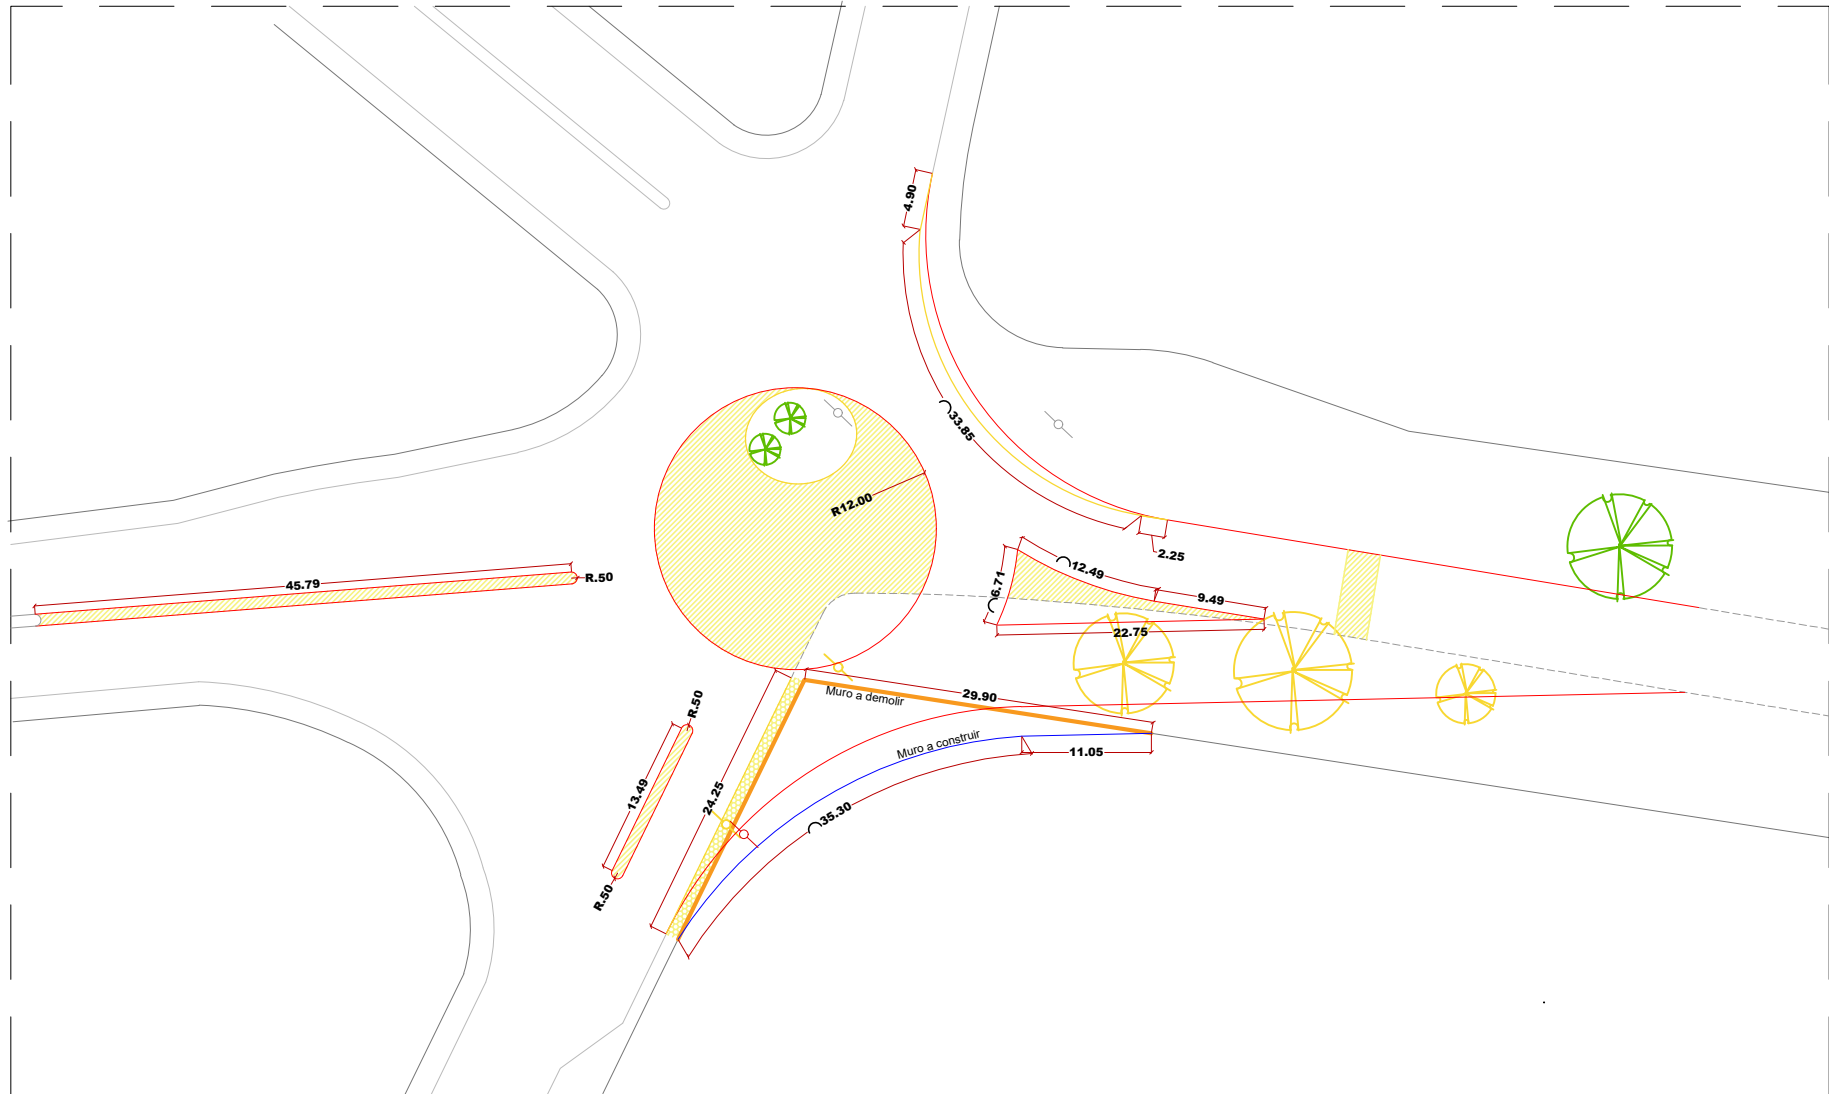 4.90
33.85
R12.00
2.25
12.49
6.71
9.49
22.75
45.79
R.50
Muro a demolir
29.90
R.50
Muro a construir
11.05
13.49
24.25
35.30
R.50